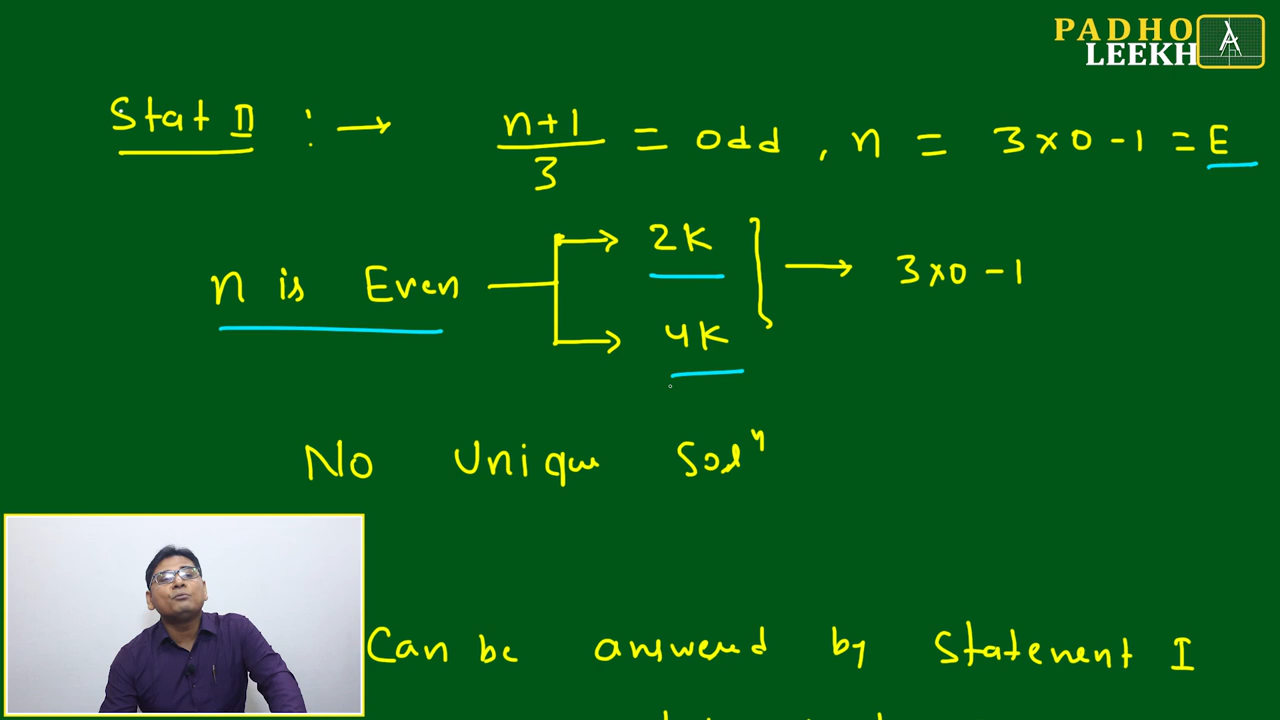 PADHO
LEEKH
Stat II : → n+1/3 = odd, n = 3×0-1 = E
n is Even → 2K → 4K } → 3×0-1
No Unique Solⁿ
Can be answered by Statement I